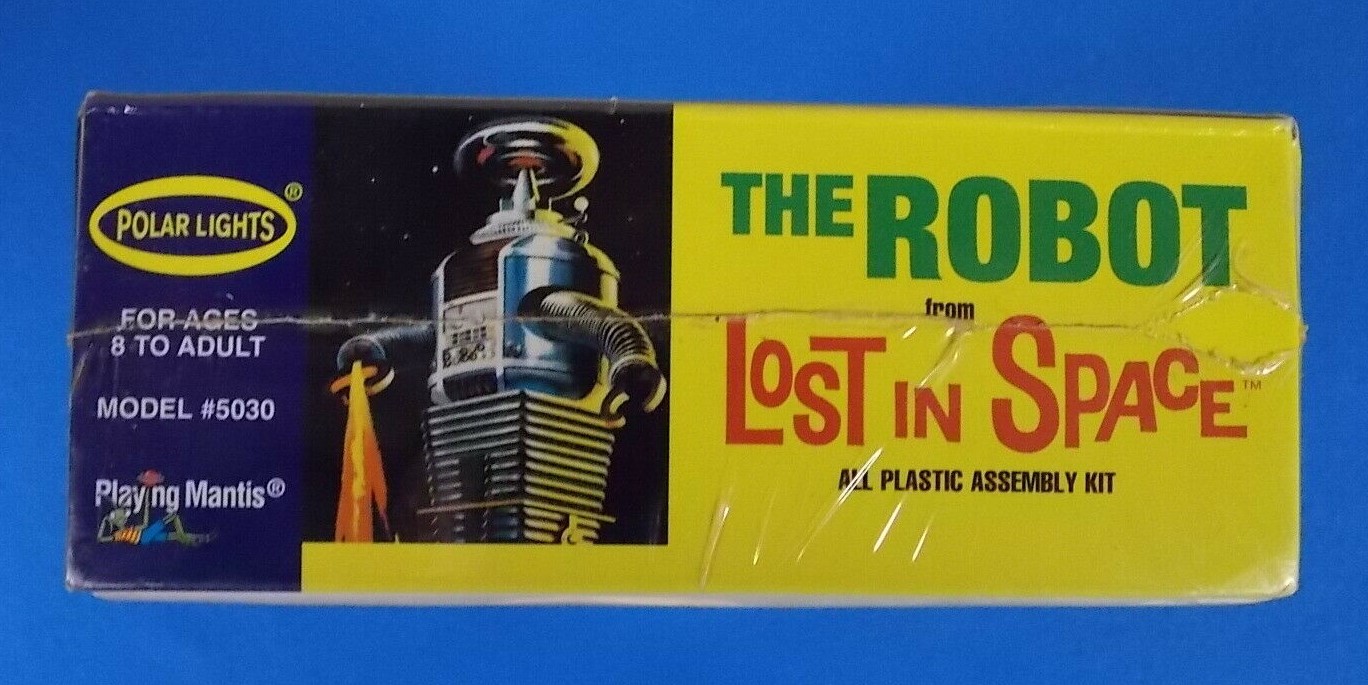 POLAR LIGHTS®
FOR AGES
8 TO ADULT
MODEL #5030
Playing Mantis®
THE ROBOT
from
LOST IN SPACE™
ALL PLASTIC ASSEMBLY KIT